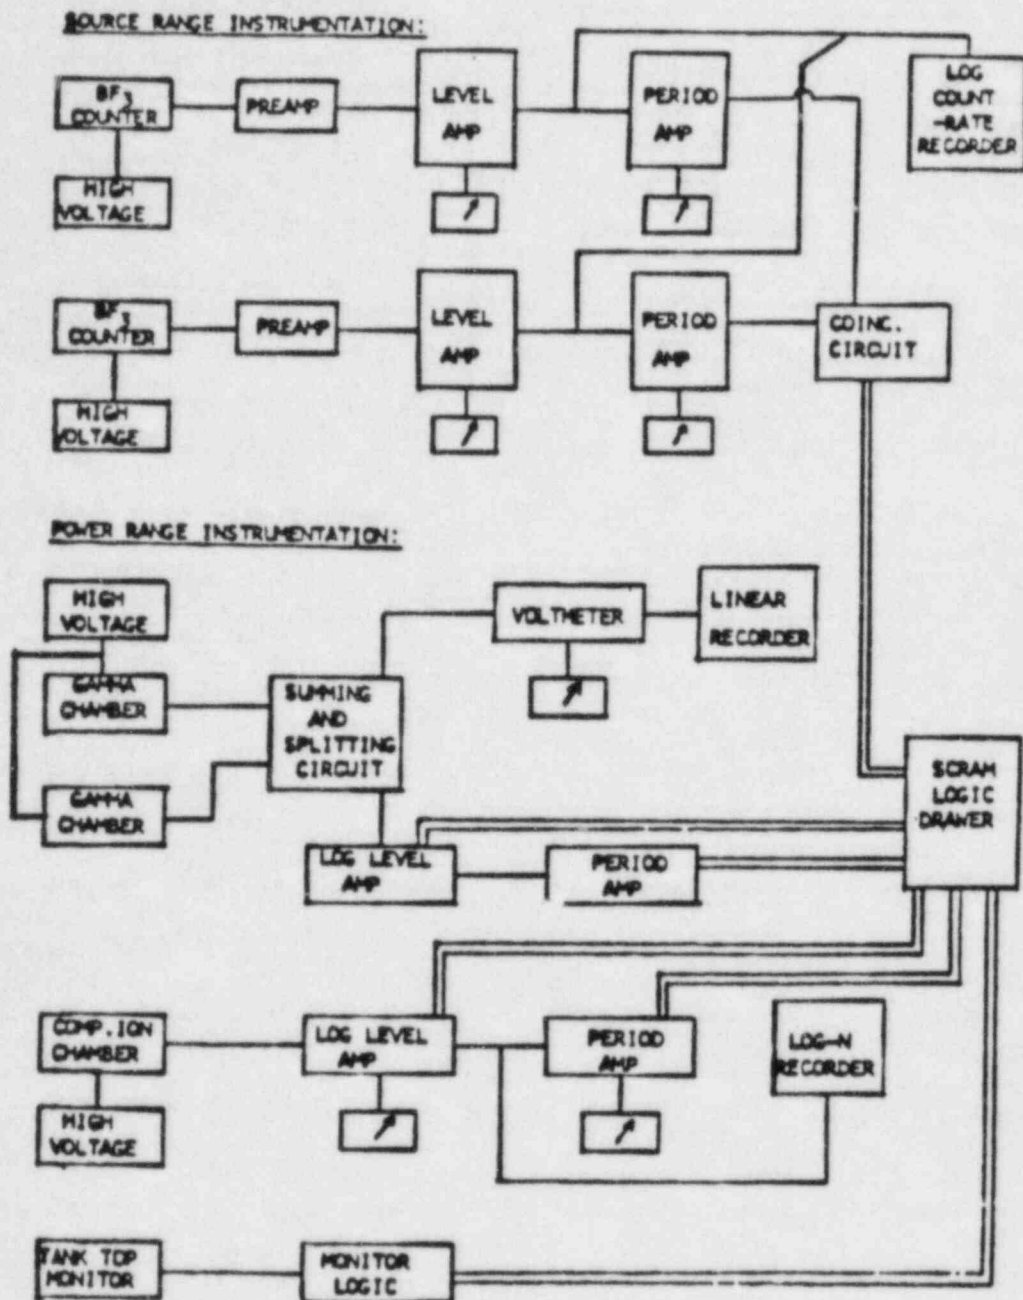 SOURCE RANGE INSTRUMENTATION:
BF3
COUNTER
PREAMP
LEVEL
AMP
PERIOD
AMP
LOG
COUNT
-RATE
RECORDER
HIGH
VOLTAGE
BF3
COUNTER
PREAMP
LEVEL
AMP
PERIOD
AMP
COINC.
CIRCUIT
HIGH
VOLTAGE
POWER RANGE INSTRUMENTATION:
HIGH
VOLTAGE
VOLTMETER
LINEAR
RECORDER
GAMMA
CHAMBER
SUMMING
AND
SPLITTING
CIRCUIT
GAMMA
CHAMBER
SCRAM
LOGIC
DRAWER
LOG LEVEL
AMP
PERIOD
AMP
COMP.ION
CHAMBER
LOG LEVEL
AMP
PERIOD
AMP
LOG-N
RECORDER
HIGH
VOLTAGE
TANK TOP
MONITOR
MONITOR
LOGIC